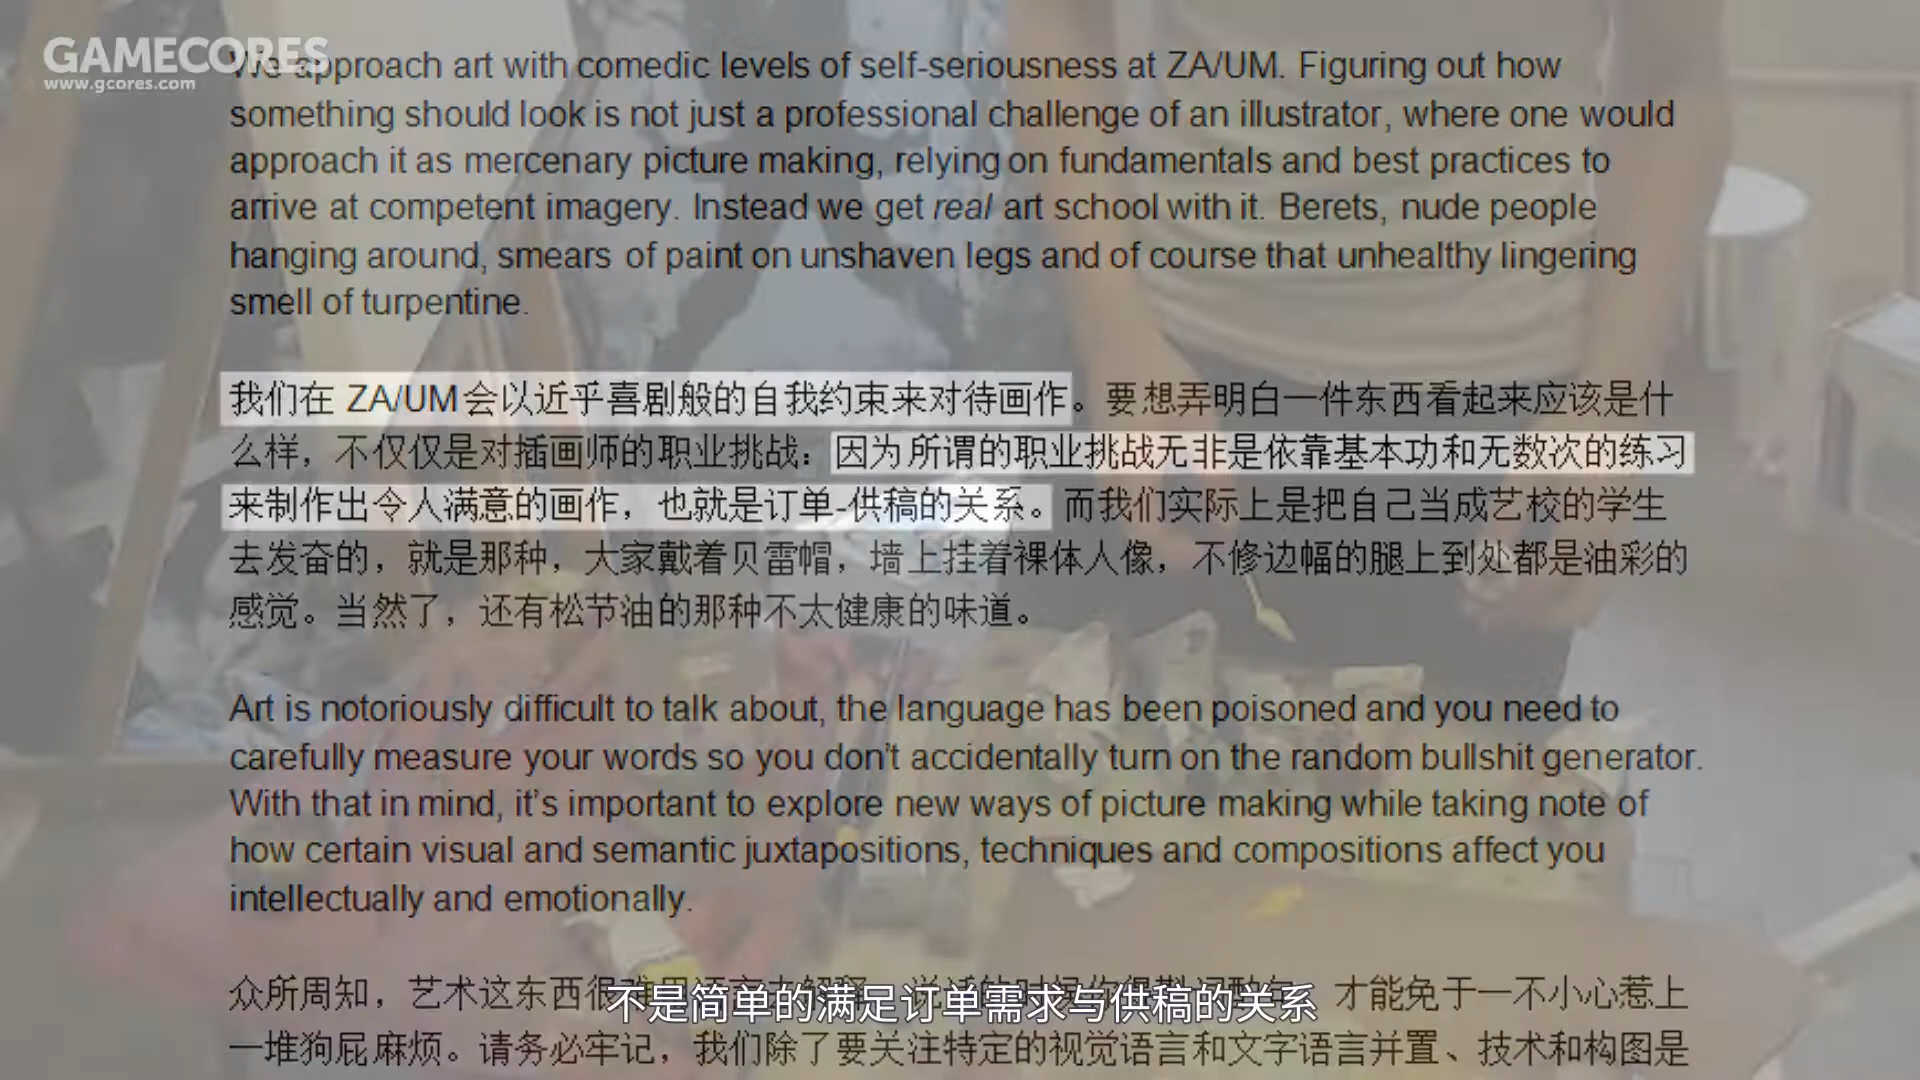 GAMECORES
www.gcores.com
We approach art with comedic levels of self-seriousness at ZA/UM. Figuring out how
something should look is not just a professional challenge of an illustrator, where one would
approach it as mercenary picture making, relying on fundamentals and best practices to
arrive at competent imagery. Instead we get real art school with it. Berets, nude people
hanging around, smears of paint on unshaven legs and of course that unhealthy lingering
smell of turpentine.
我们在 ZA/UM 会以近乎喜剧般的自我约束来对待画作。要想弄明白一件东西看起来应该是什
么样，不仅仅是对插画师的职业挑战：因为所谓的职业挑战无非是依靠基本功和无数次的练习
来制作出令人满意的画作，也就是订单-供稿的关系。而我们实际上是把自己当成艺校的学生
去发奋的，就是那种，大家戴着贝雷帽，墙上挂着裸体人像，不修边幅的腿上到处都是油彩的
感觉。当然了，还有松节油的那种不太健康的味道。
Art is notoriously difficult to talk about, the language has been poisoned and you need to
carefully measure your words so you don't accidentally turn on the random bullshit generator.
With that in mind, it's important to explore new ways of picture making while taking note of
how certain visual and semantic juxtapositions, techniques and compositions affect you
intellectually and emotionally.
众所周知，艺术这东西很 才能免于一不小心惹上
不是简单的满足订单需求与供稿的关系
一堆狗屁麻烦。请务必牢记，我们除了要关注特定的视觉语言和文字语言并置、技术和构图是